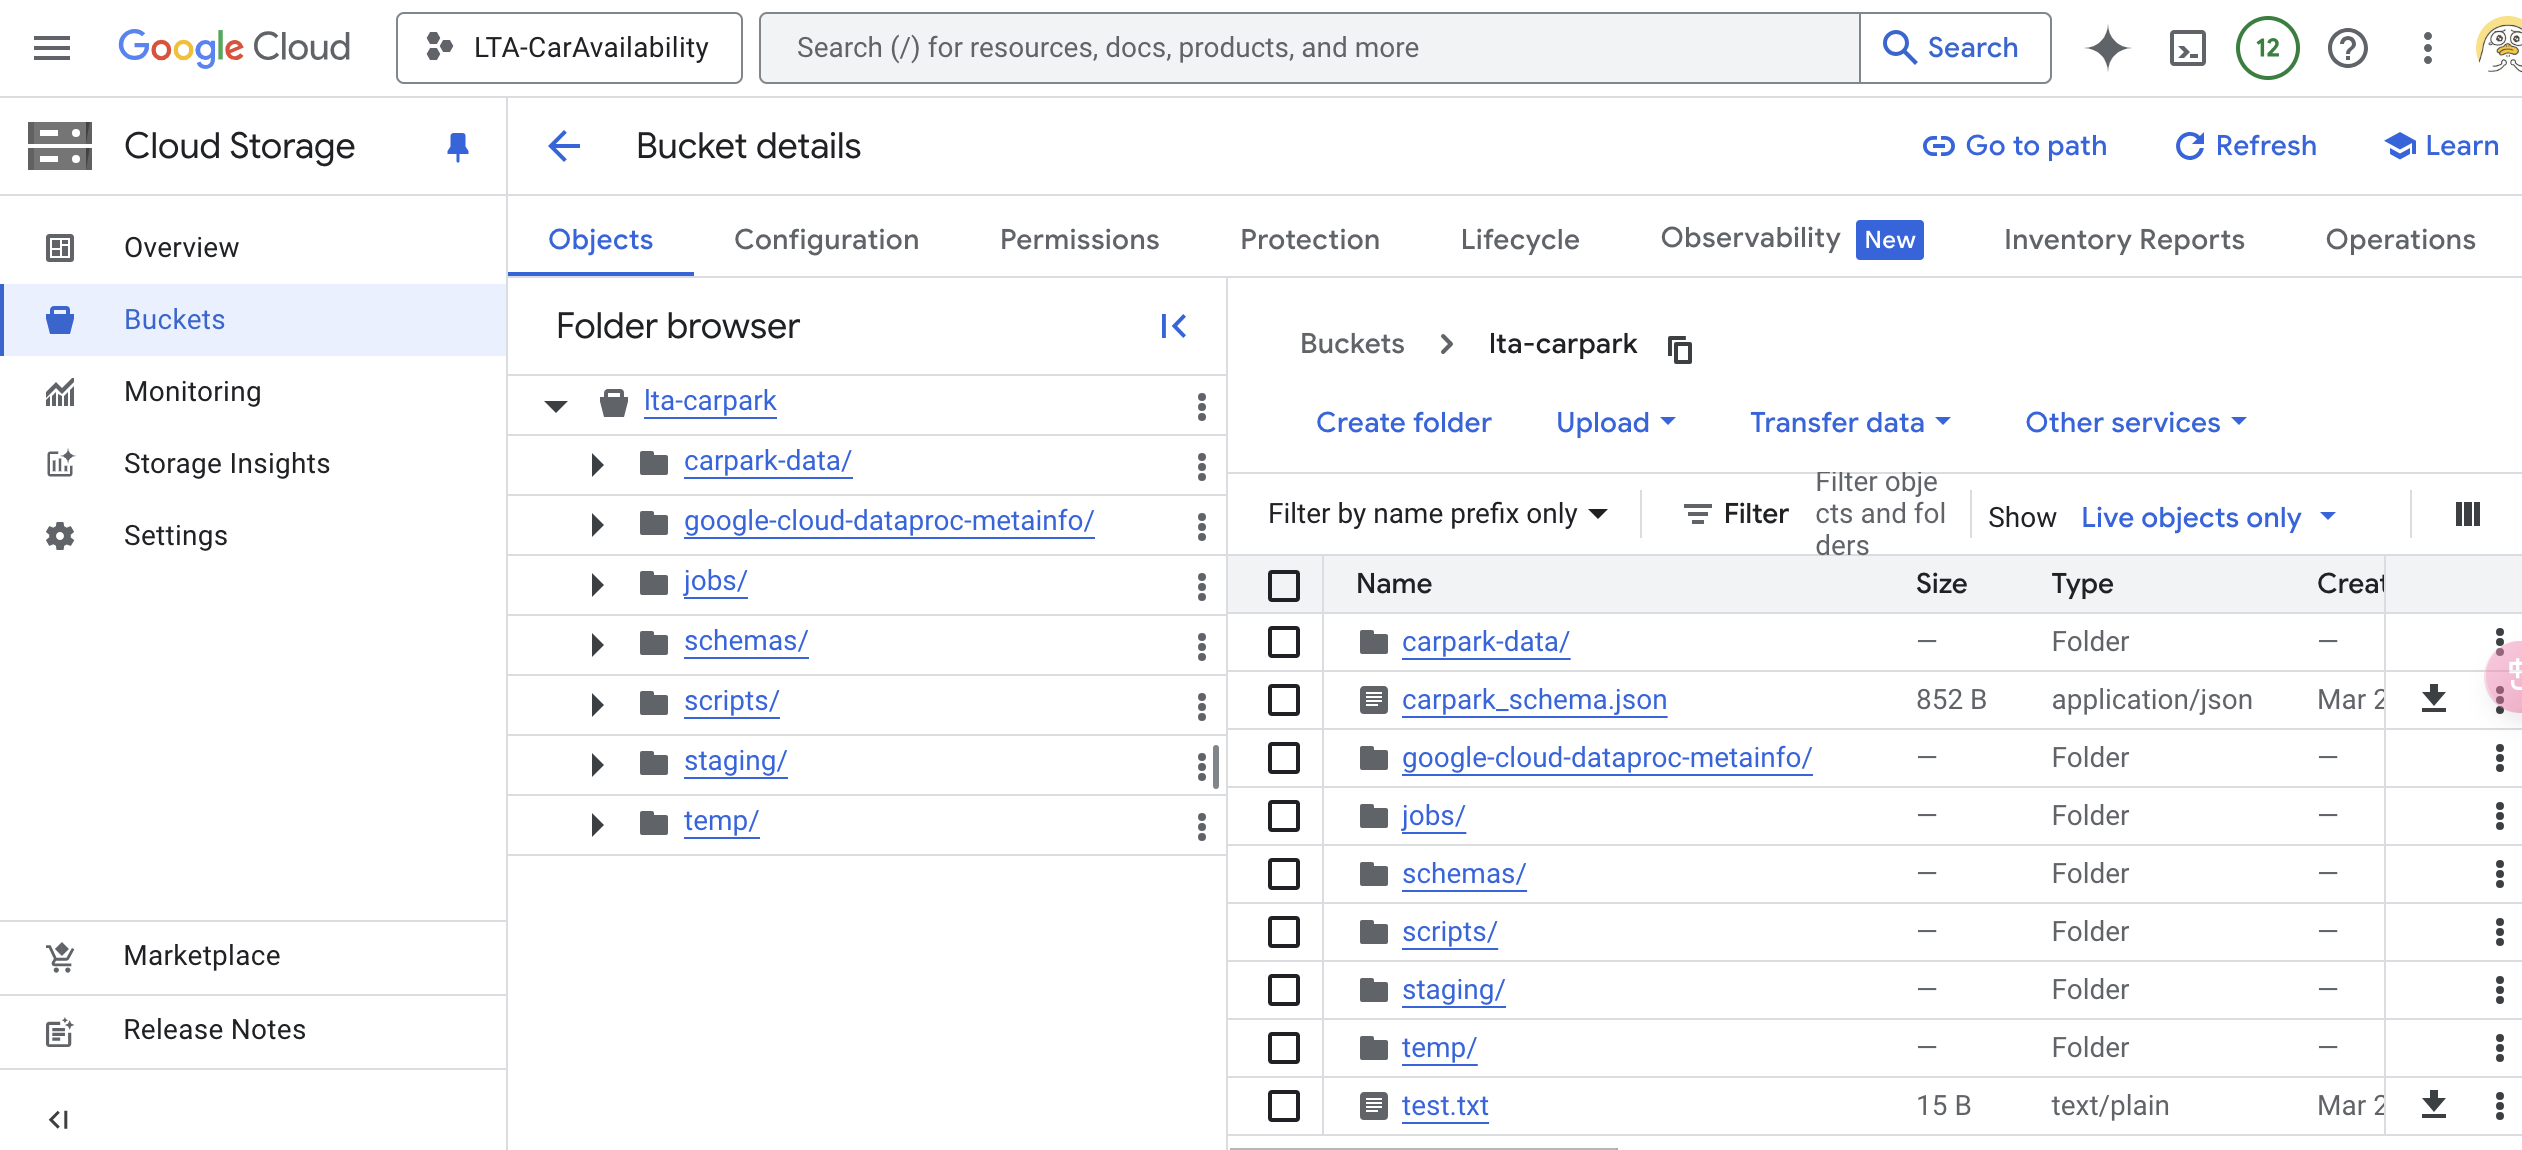 Google Cloud
LTA-CarAvailability
Search (/) for resources, docs, products, and more
Search
12
Cloud Storage
Bucket details
Go to path
Refresh
Learn
Overview
Buckets
Monitoring
Storage Insights
Settings
Marketplace
Release Notes
Objects
Configuration
Permissions
Protection
Lifecycle
Observability New
Inventory Reports
Operations
Folder browser
lta-carpark
carpark-data/
google-cloud-dataproc-metainfo/
jobs/
schemas/
scripts/
staging/
temp/
Buckets
lta-carpark
Create folder
Upload
Transfer data
Other services
Filter by name prefix only
Filter
Filter obje
cts and fol
ders
Show
Live objects only
Name Size Type Creat
carpark-data/ — Folder —
carpark_schema.json 852 B application/json Mar 2
google-cloud-dataproc-metainfo/ — Folder —
jobs/ — Folder —
schemas/ — Folder —
scripts/ — Folder —
staging/ — Folder —
temp/ — Folder —
test.txt 15 B text/plain Mar 2